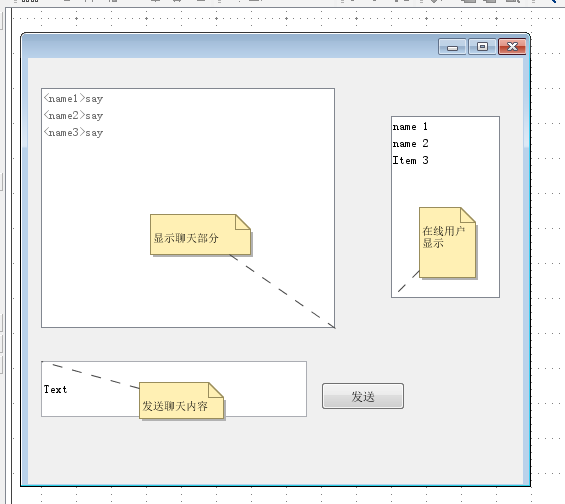 <name1>say
<name2>say
<name3>say
显示聊天部分
name 1
name 2
Item 3
在线用户
显示
Text
发送聊天内容
发送